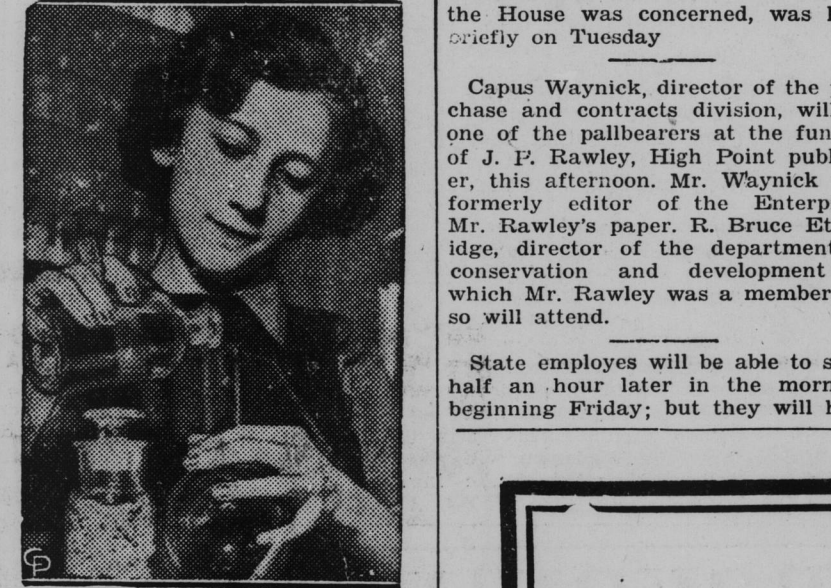 the House was concerned, was
briefly on Tuesday
Capus Waynick, director of the
chase and contracts division, will
one of the pallbearers at the fun
of J. P. Rawley, High Point publ
er, this afternoon. Mr. Waynick
formerly editor of the Enterp
Mr. Rawley's paper. R. Bruce Et
idge, director of the department
conservation and development
which Mr. Rawley was a member
so will attend.
State employes will be able to s
half an hour later in the morn
beginning Friday; but they will h
CP